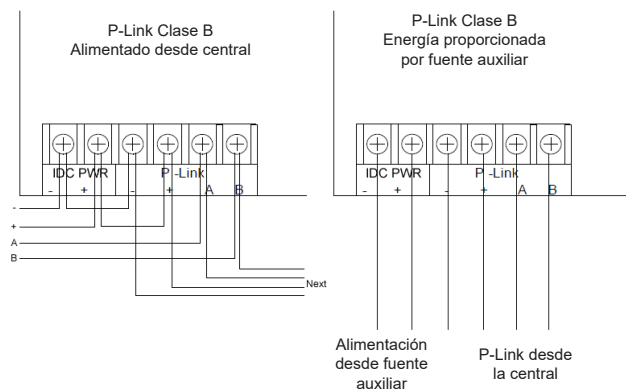 P-Link Clase B
Alimentado desde central
IDC PWR P -Link
- + - + A B
-
+
A
B
Next
P-Link Clase B
Energía proporcionada
por fuente auxiliar
IDC PWR P -Link
- + - + A B
Alimentación
desde fuente
auxiliar
P-Link desde
la central